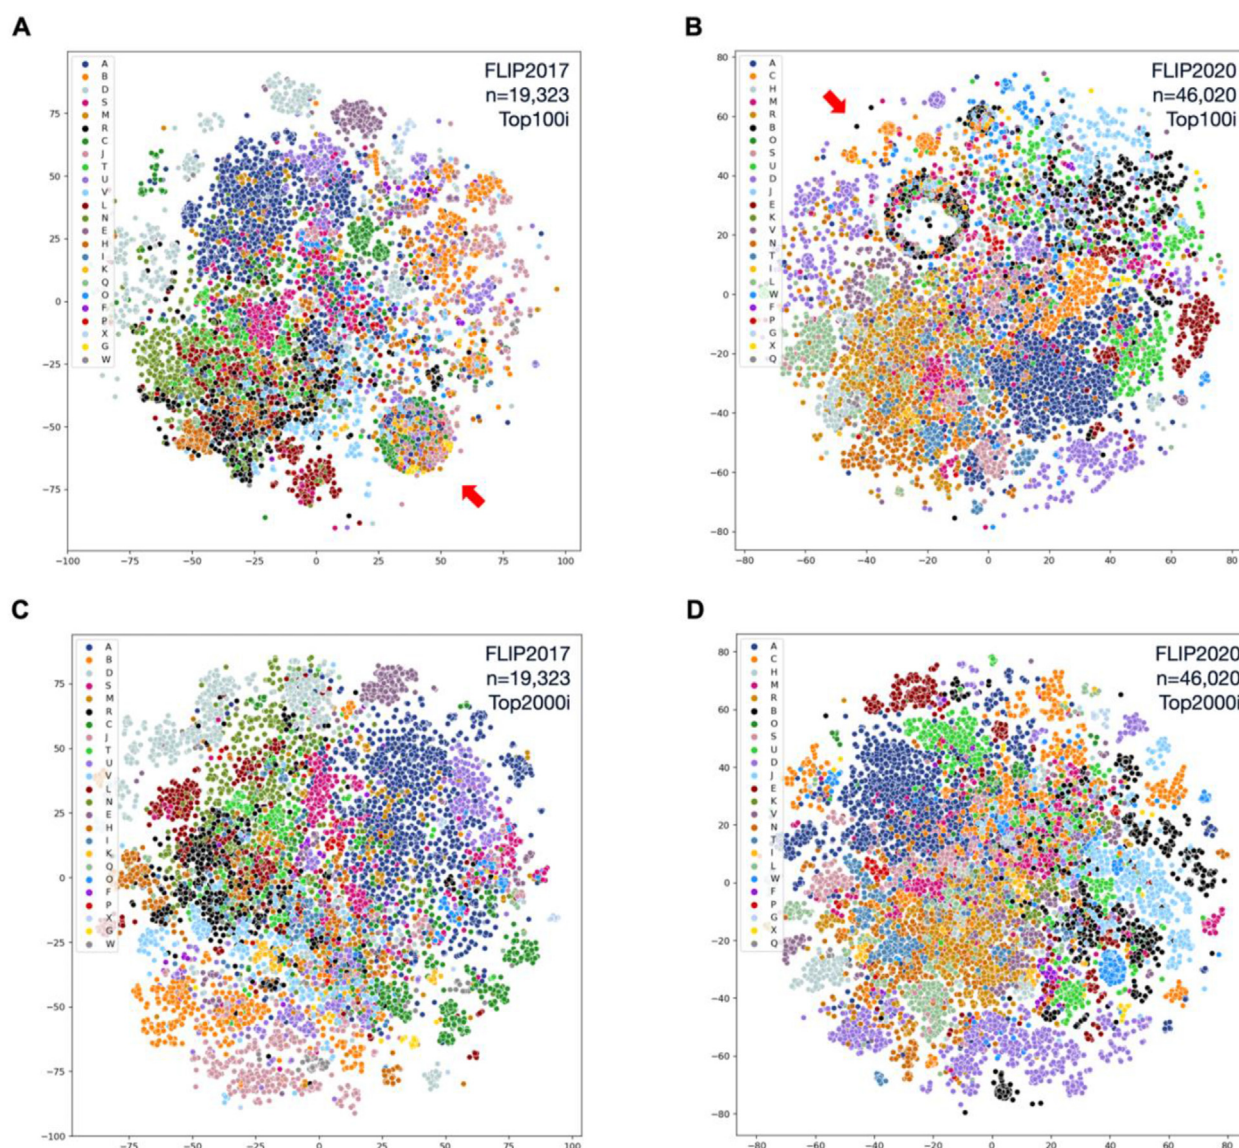 A
FLIP2017
n=19,323
Top100i
A
B
D
S
M
R
C
J
T
U
V
L
N
E
H
I
K
Q
O
F
P
X
G
W
75
50
25
0
−25
−50
−75
−100 −75 −50 −25 0 25 50 75 100
B
FLIP2020
n=46,020
Top100i
A
C
H
M
R
B
O
S
U
D
J
E
K
V
N
T
I
L
W
F
P
G
X
Q
80
60
40
20
0
−20
−40
−60
−80
−80 −60 −40 −20 0 20 40 60 80
C
FLIP2017
n=19,323
Top2000i
A
B
D
S
M
R
C
J
T
U
V
L
N
E
H
I
K
Q
O
F
P
X
G
W
75
50
25
0
−25
−50
−75
−100
−75 −50 −25 0 25 50 75 100
D
FLIP2020
n=46,020
Top2000i
A
C
H
M
R
B
O
S
U
D
J
E
K
V
N
T
I
L
W
F
P
G
X
Q
80
60
40
20
0
−20
−40
−60
−80
−80 −60 −40 −20 0 20 40 60 80